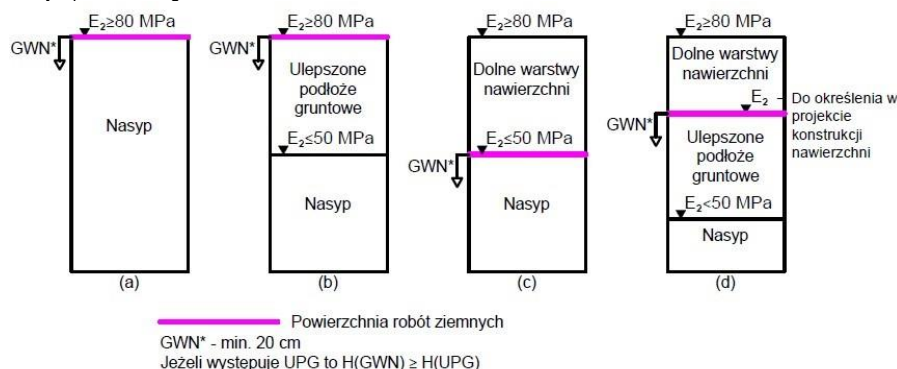 E₂≥80 MPa
GWN*
Nasyp
(a)
E₂≥80 MPa
GWN*
Ulepszone
podłoże
gruntowe
E₂≤50 MPa
Nasyp
(b)
E₂≥80 MPa
Dolne warstwy
nawierzchni
E₂≤50 MPa
GWN*
Nasyp
(c)
E₂≥80 MPa
Dolne warstwy
nawierzchni
E₂ – Do określenia w
projekcie
konstrukcji
nawierzchni
GWN*
Ulepszone
podłoże
gruntowe
E₂<50 MPa
Nasyp
(d)
Powierzchnia robót ziemnych
GWN* - min. 20 cm
Jeżeli występuje UPG to H(GWN) ≥ H(UPG)